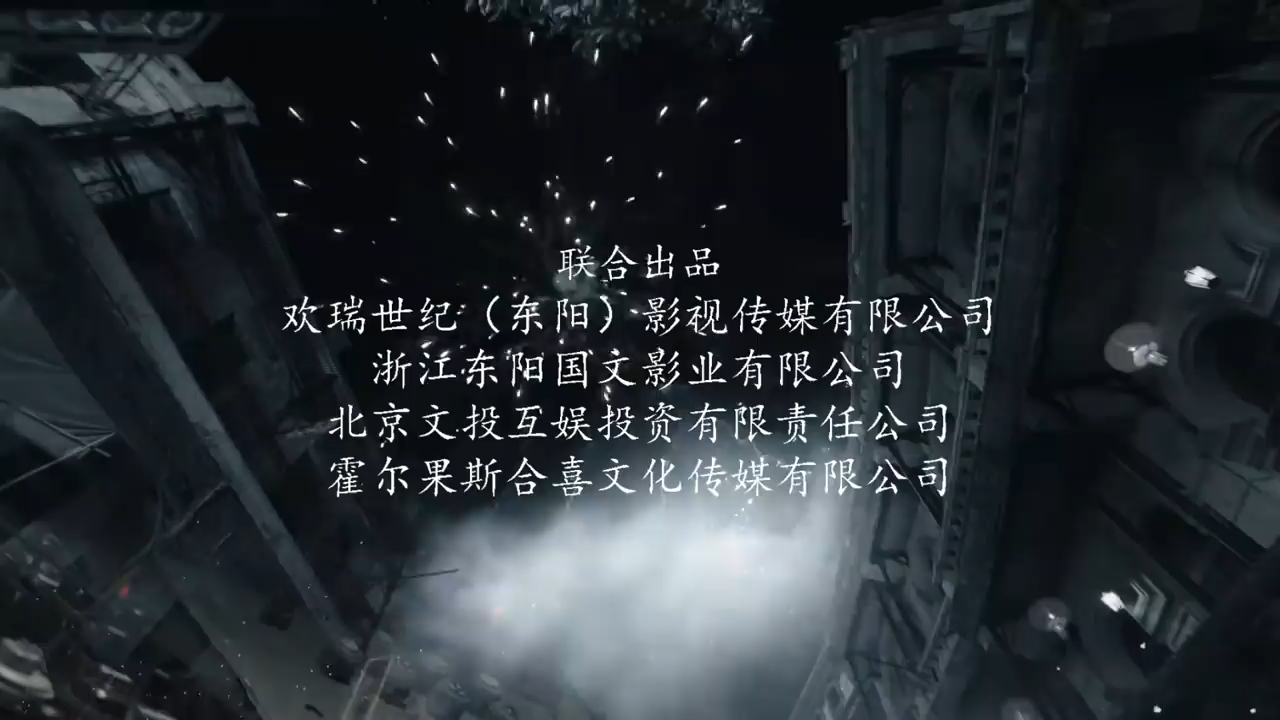 联合出品
欢瑞世纪（东阳）影视传媒有限公司
浙江东阳国文影业有限公司
北京文投互娱投资有限责任公司
霍尔果斯合喜文化传媒有限公司